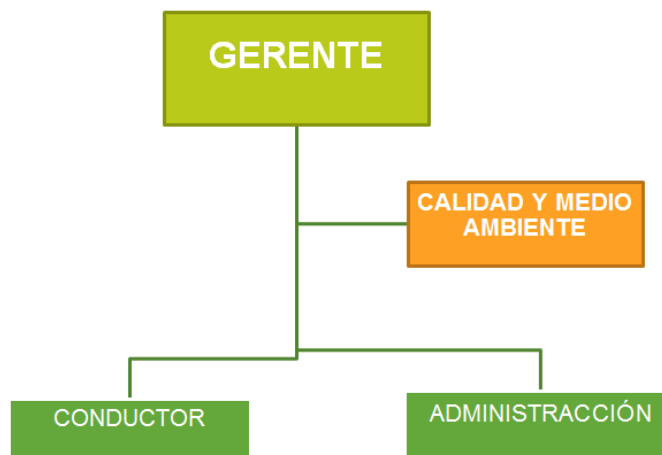 GERENTE
CALIDAD Y MEDIO
AMBIENTE
CONDUCTOR
ADMINISTRACCIÓN